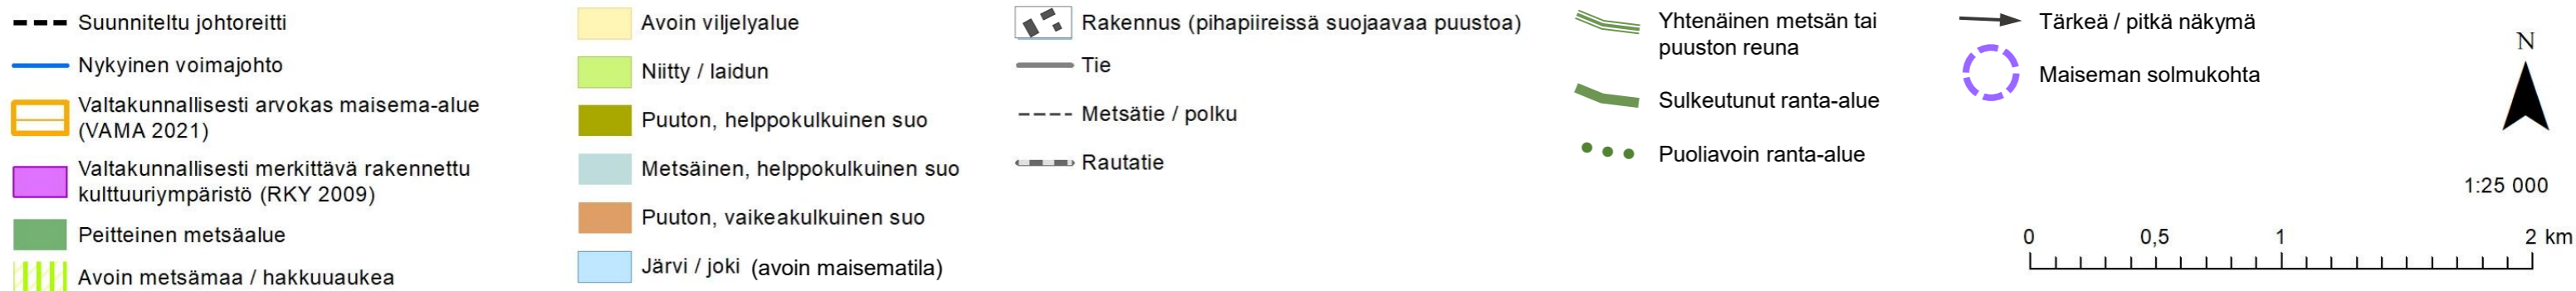 Suunniteltu johtoreitti
Nykyinen voimajohto
Valtakunnallisesti arvokas maisema-alue
(VAMA 2021)
Valtakunnallisesti merkittävä rakennettu
kulttuuriympäristö (RKY 2009)
Peitteinen metsäalue
Avoin metsämaa / hakkuuaukea
Avoin viljelyalue
Niitty / laidun
Puuton, helppokulkuinen suo
Metsäinen, helppokulkuinen suo
Puuton, vaikeakulkuinen suo
Järvi / joki (avoin maisematila)
Rakennus (pihapiireissä suojaavaa puustoa)
Tie
Metsätie / polku
Rautatie
Yhtenäinen metsän tai
puuston reuna
Sulkeutunut ranta-alue
Puoliavoin ranta-alue
Tärkeä / pitkä näkymä
Maiseman solmukohta
N
1:25 000
0 0,5 1 2 km